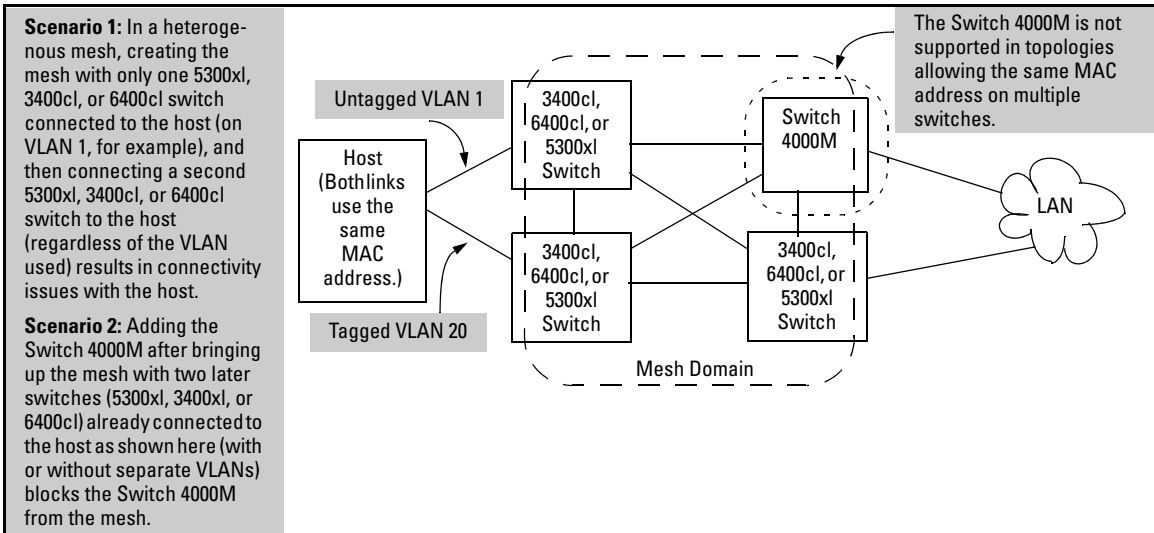 Scenario 1: In a heteroge-
nous mesh, creating the
mesh with only one 5300xl,
3400cl, or 6400cl switch
connected to the host (on
VLAN 1, for example), and
then connecting a second
5300xl, 3400cl, or 6400cl
switch to the host
(regardless of the VLAN
used) results in connectivity
issues with the host.
Scenario 2: Adding the
Switch 4000M after bringing
up the mesh with two later
switches (5300xl, 3400xl, or
6400cl) already connected to
the host as shown here (with
or without separate VLANs)
blocks the Switch 4000M
from the mesh.
Untagged VLAN 1
Host
(Both links
use the
same
MAC
address.)
Tagged VLAN 20
3400cl,
6400cl, or
5300xl
Switch
3400cl,
6400cl, or
5300xl
Switch
Switch
4000M
3400cl,
6400cl, or
5300xl
Switch
Mesh Domain
The Switch 4000M is not
supported in topologies
allowing the same MAC
address on multiple
switches.
LAN